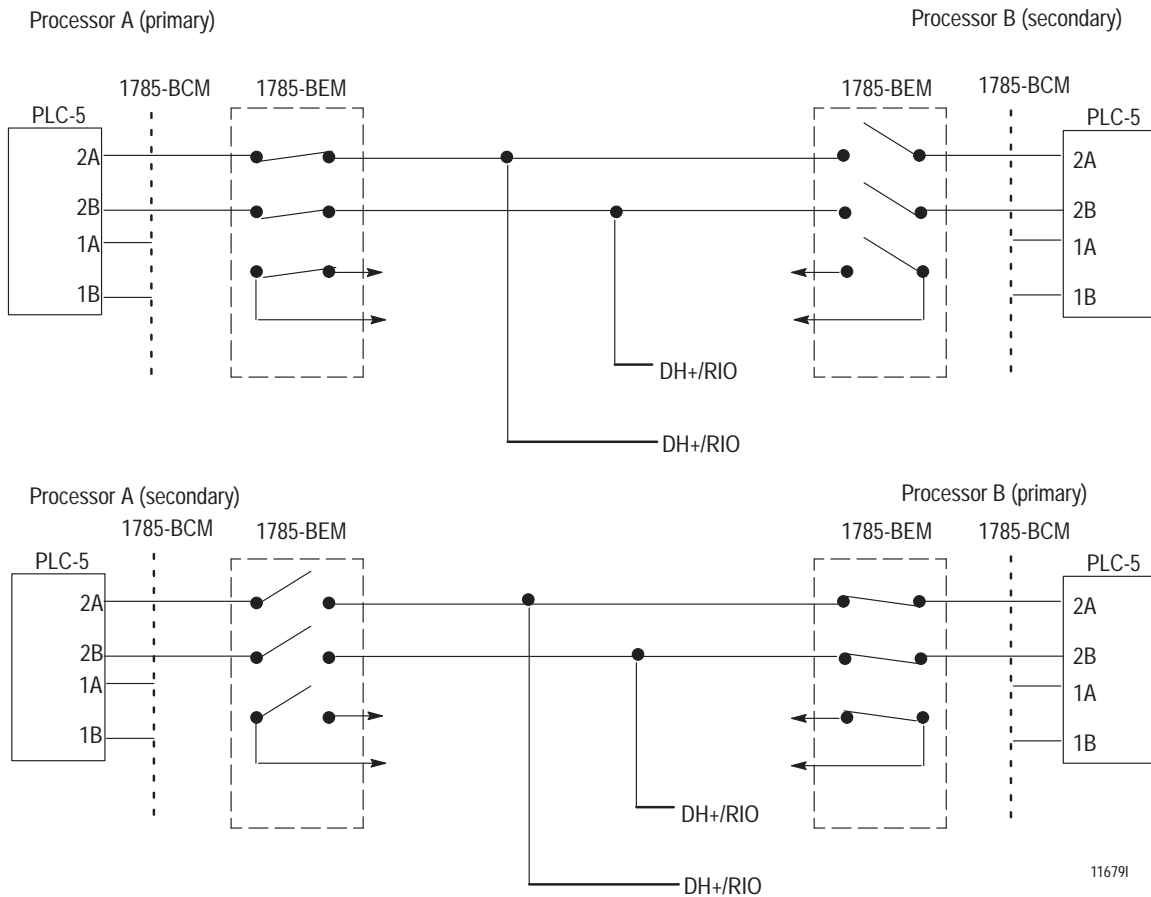 Processor A (primary)
Processor B (secondary)
1785-BCM
1785-BEM
1785-BEM
1785-BCM
PLC-5
PLC-5
2A
2A
2B
2B
1A
1A
1B
1B
DH+/RIO
DH+/RIO
Processor A (secondary)
Processor B (primary)
1785-BCM
1785-BEM
1785-BEM
1785-BCM
PLC-5
PLC-5
2A
2A
2B
2B
1A
1A
1B
1B
DH+/RIO
DH+/RIO
11679I